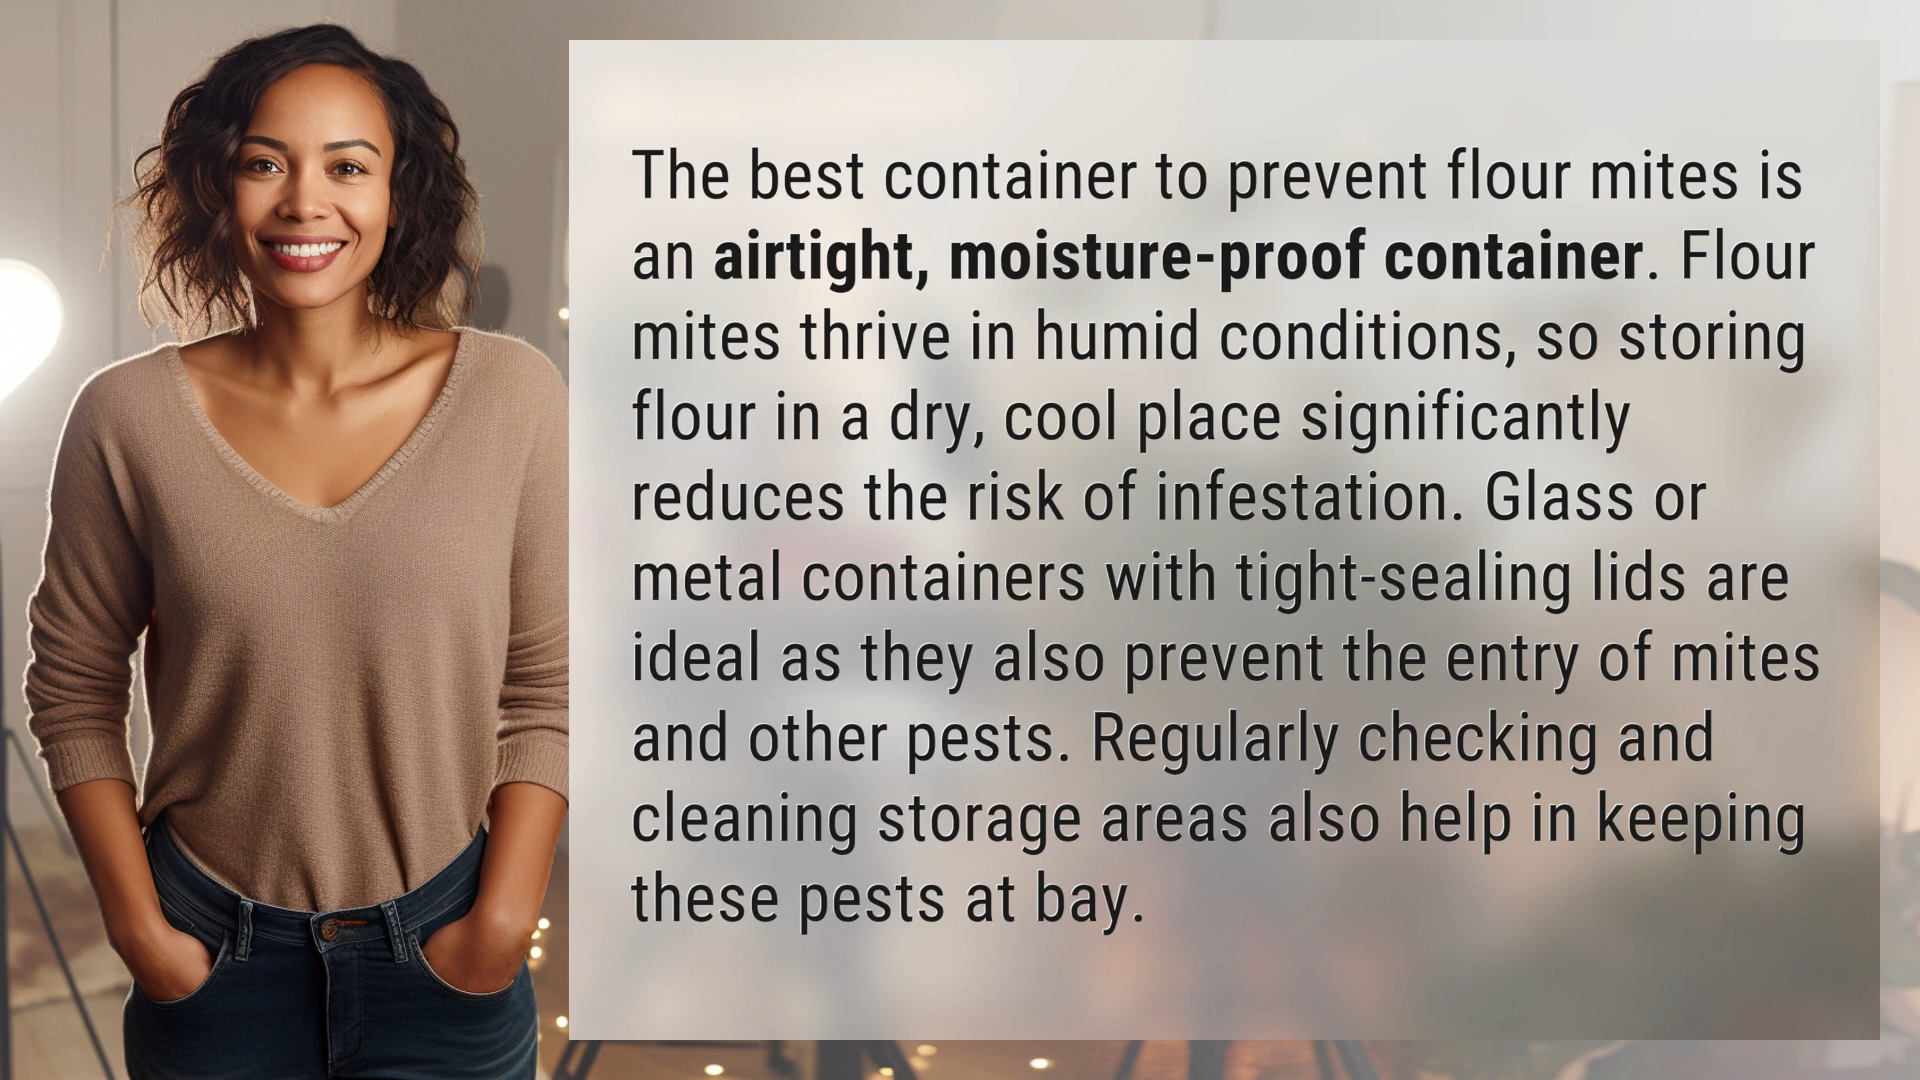 The best container to prevent flour mites is
an airtight, moisture-proof container. Flour
mites thrive in humid conditions, so storing
flour in a dry, cool place significantly
reduces the risk of infestation. Glass or
metal containers with tight-sealing lids are
ideal as they also prevent the entry of mites
and other pests. Regularly checking and
cleaning storage areas also help in keeping
these pests at bay.